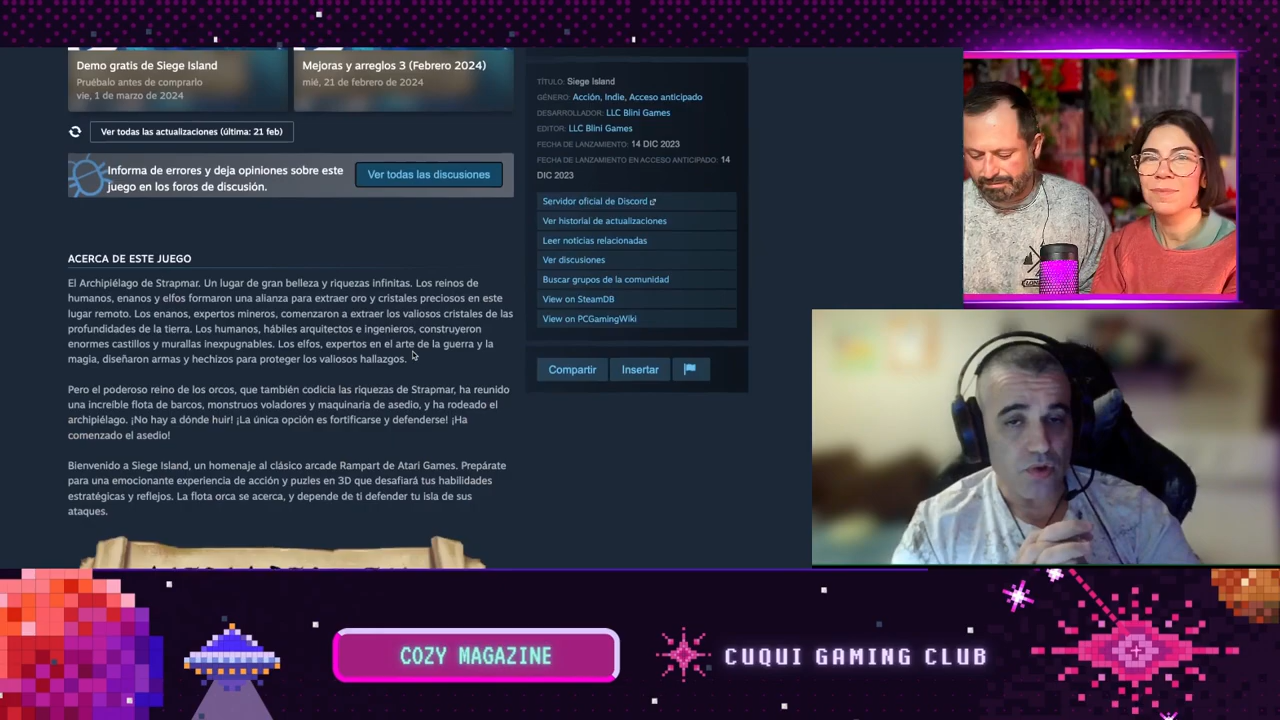 Demo gratis de Siege Island
Pruébalo antes de comprarlo
vie, 1 de marzo de 2024
Mejoras y arreglos 3 (Febrero 2024)
mié, 21 de febrero de 2024
Ver todas las actualizaciones (última: 21 feb)
Informa de errores y deja opiniones sobre este
juego en los foros de discusión.
Ver todas las discusiones
ACERCA DE ESTE JUEGO
El Archipiélago de Strapmar. Un lugar de gran belleza y riquezas infinitas. Los reinos de
humanos, enanos y elfos formaron una alianza para extraer oro y cristales preciosos en este
lugar remoto. Los enanos, expertos mineros, comenzaron a extraer los valiosos cristales de las
profundidades de la tierra. Los humanos, hábiles arquitectos e ingenieros, construyeron
enormes castillos y murallas inexpugnables. Los elfos, expertos en el arte de la guerra y la
magia, diseñaron armas y hechizos para proteger los valiosos hallazgos.
Pero el poderoso reino de los orcos, que también codicia las riquezas de Strapmar, ha reunido
una increíble flota de barcos, monstruos voladores y maquinaria de asedio, y ha rodeado el
archipiélago. ¡No hay a dónde huir! ¡La única opción es fortificarse y defenderse! ¡Ha
comenzado el asedio!
Bienvenido a Siege Island, un homenaje al clásico arcade Rampart de Atari Games. Prepárate
para una emocionante experiencia de acción y puzles en 3D que desafiará tus habilidades
estratégicas y reflejos. La flota orca se acerca, y depende de ti defender tu isla de sus
ataques.
TÍTULO: Siege Island
GÉNERO: Acción, Indie, Acceso anticipado
DESARROLLADOR: LLC Blini Games
EDITOR: LLC Blini Games
FECHA DE LANZAMIENTO: 14 DIC 2023
FECHA DE LANZAMIENTO EN ACCESO ANTICIPADO: 14
DIC 2023
Servidor oficial de Discord
Ver historial de actualizaciones
Leer noticias relacionadas
Ver discusiones
Buscar grupos de la comunidad
View on SteamDB
View on PCGamingWiki
Compartir
Insertar
COZY MAGAZINE
CUQUI GAMING CLUB